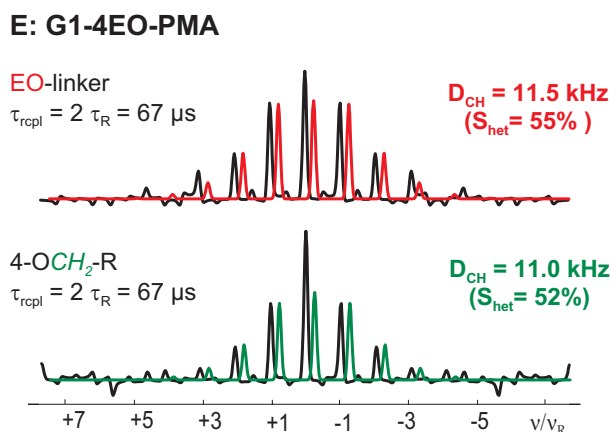 E: G1-4EO-PMA
EO-linker
τrcpl = 2 τR = 67 µs
DCH = 11.5 kHz
(Shet= 55% )
4-OCH2-R
τrcpl = 2 τR = 67 µs
DCH = 11.0 kHz
(Shet= 52%)
+7 +5 +3 +1 -1 -3 -5 ν/νR